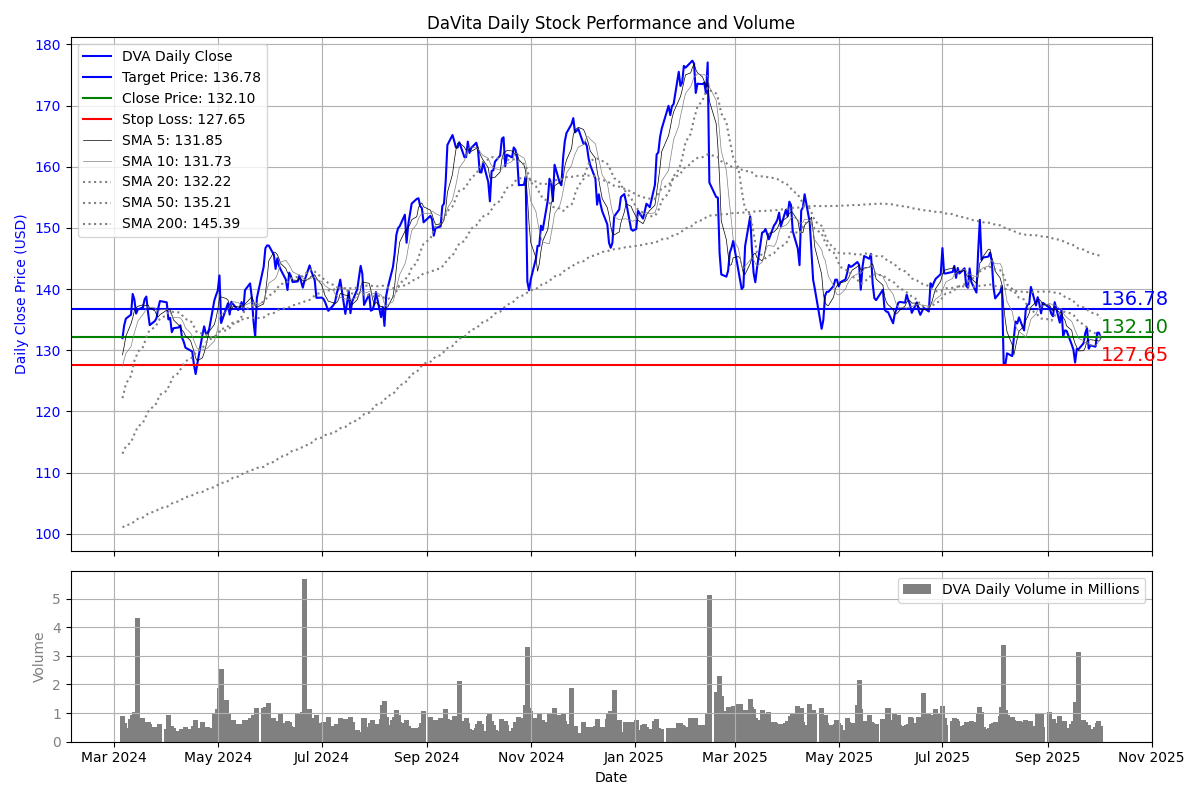 DaVita Daily Stock Performance and Volume
DVA Daily Close
Target Price: 136.78
Close Price: 132.10
Stop Loss: 127.65
SMA 5: 131.85
SMA 10: 131.73
SMA 20: 132.22
SMA 50: 135.21
SMA 200: 145.39
Daily Close Price (USD)
180
170
160
150
140
130
120
110
100
136.78
132.10
127.65
DVA Daily Volume in Millions
Volume
5
4
3
2
1
0
Mar 2024 May 2024 Jul 2024 Sep 2024 Nov 2024 Jan 2025 Mar 2025 May 2025 Jul 2025 Sep 2025 Nov 2025
Date